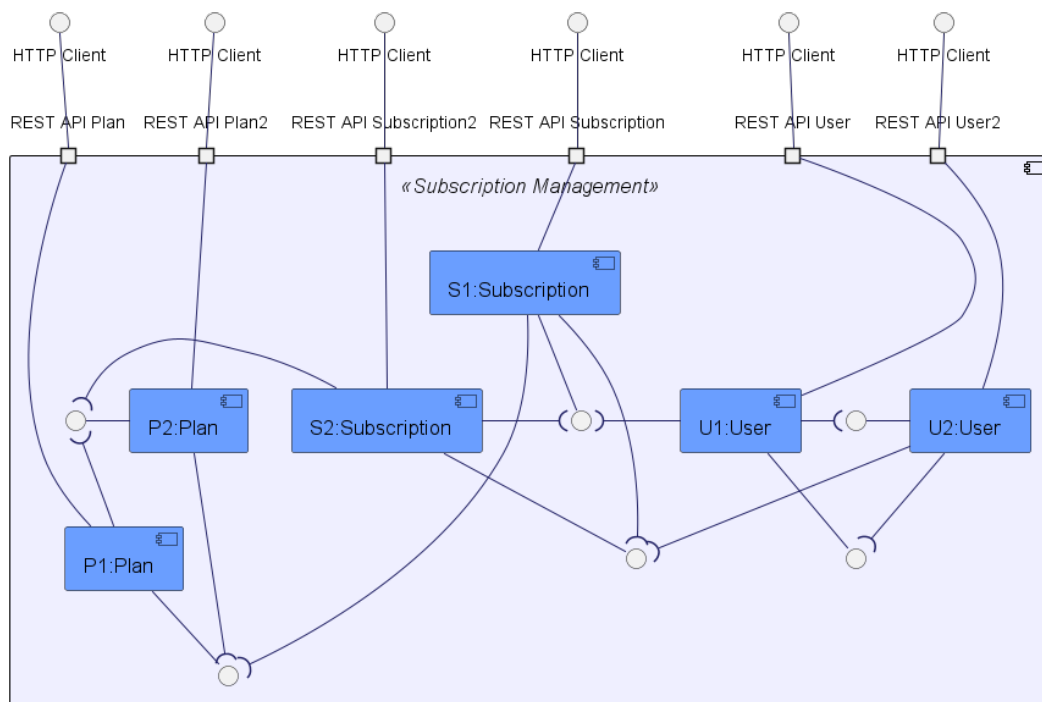 HTTP Client
HTTP Client
HTTP Client
HTTP Client
HTTP Client
HTTP Client
REST API Plan
REST API Plan2
REST API Subscription2
REST API Subscription
REST API User
REST API User2
«Subscription Management»
S1:Subscription
P2:Plan
S2:Subscription
U1:User
U2:User
P1:Plan